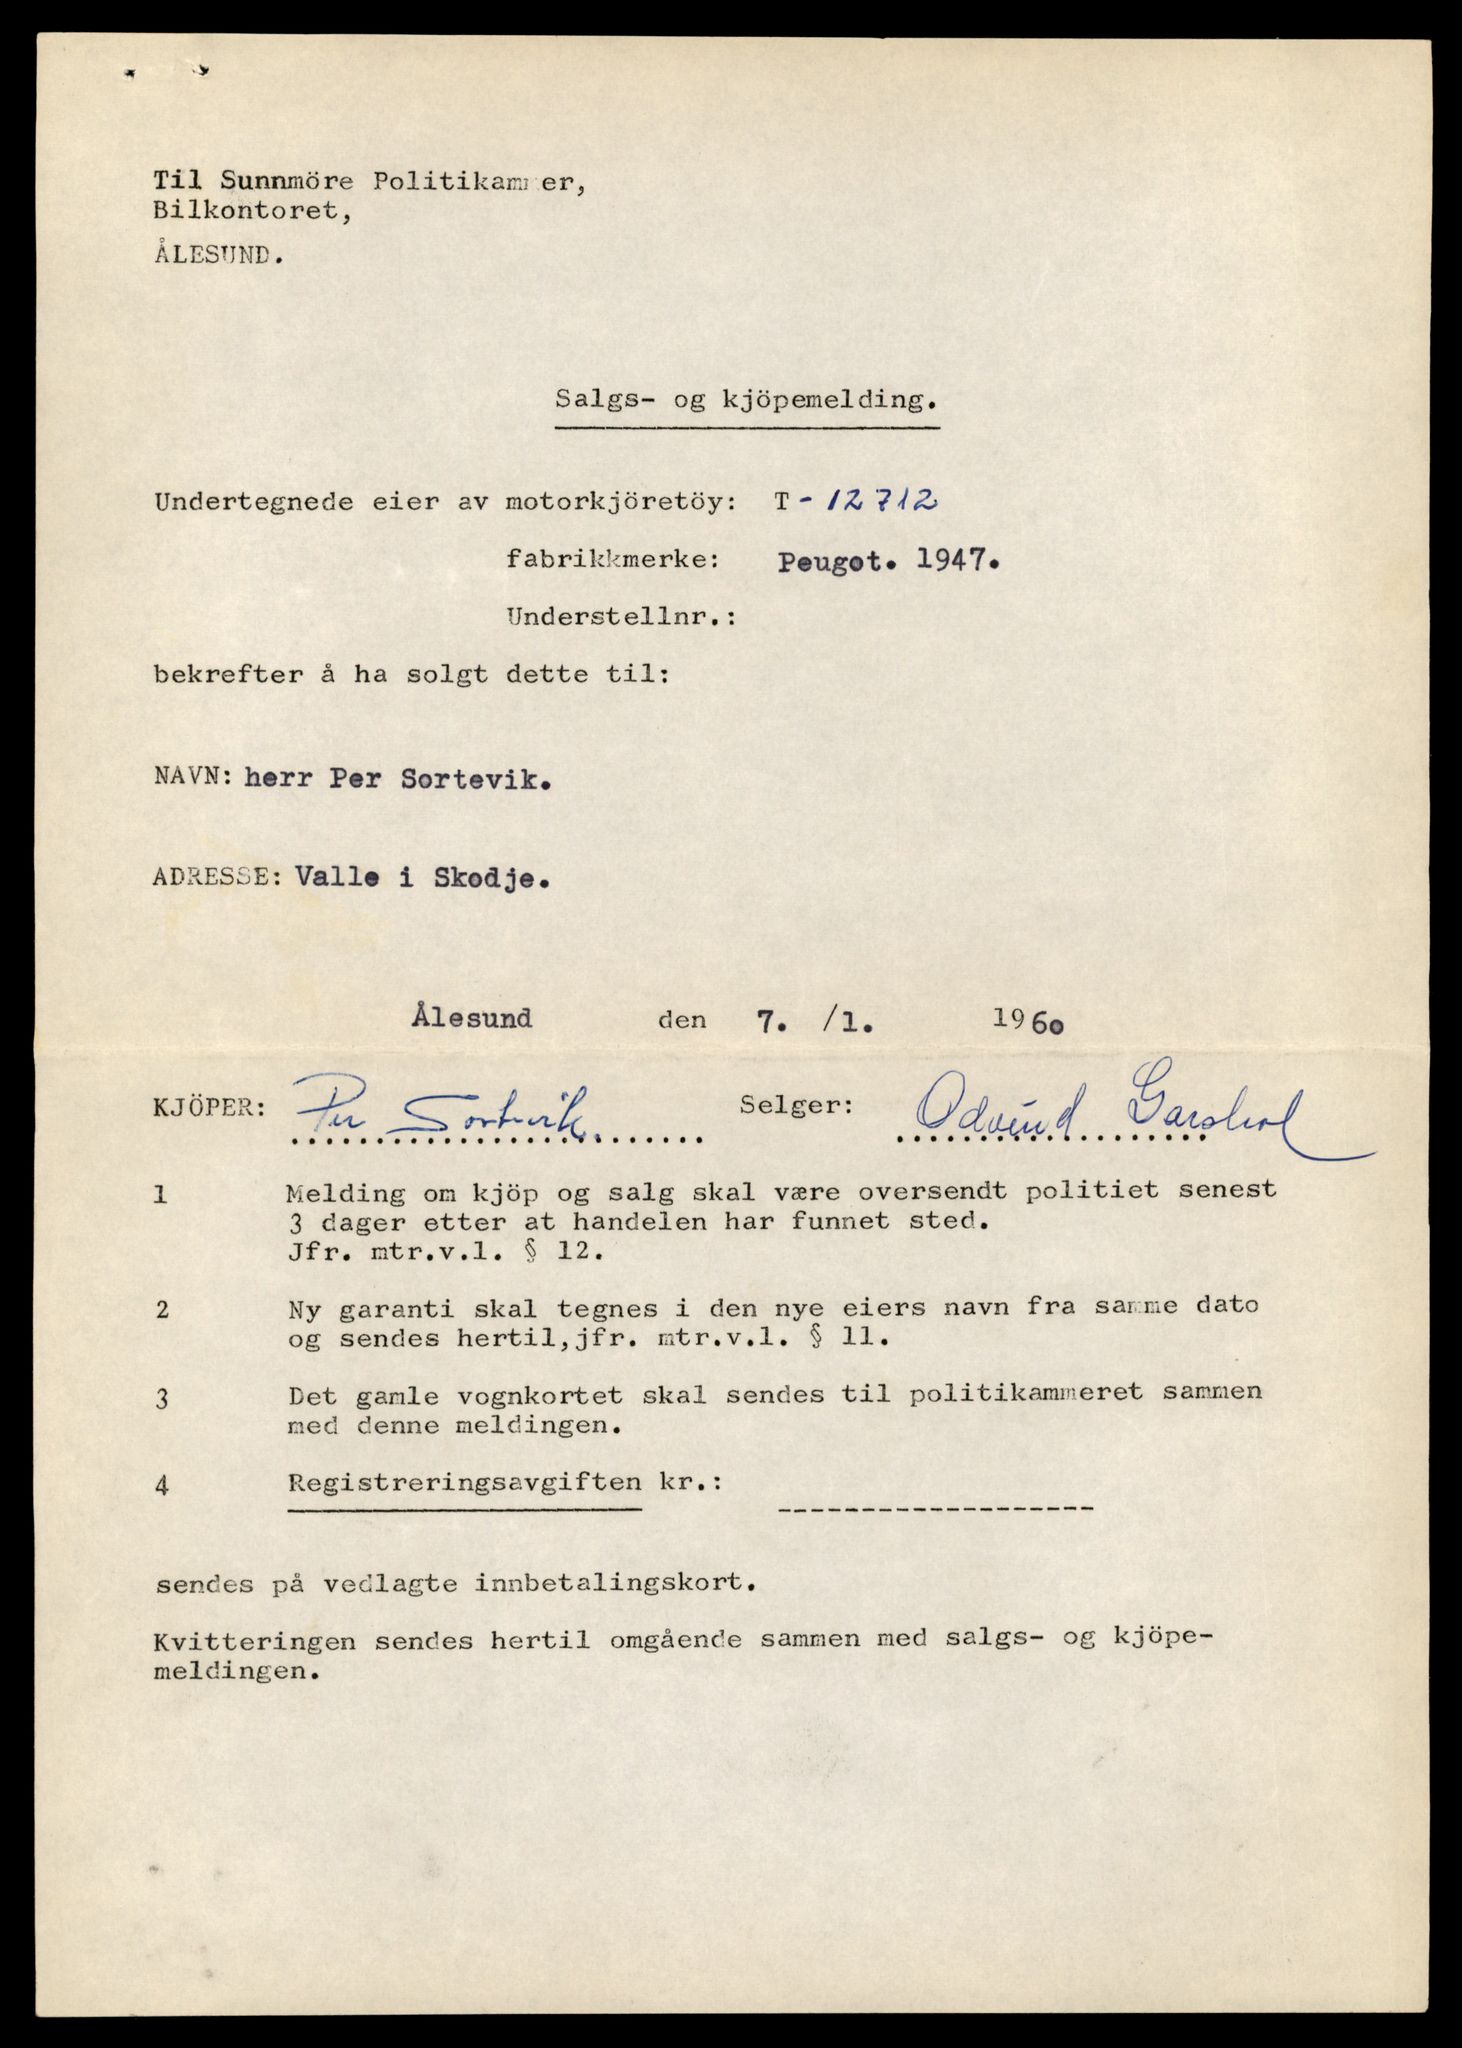 Til Sunnmöre Politikammer,
Bilkontoret,
ÅLESUND.
Salgs- og kjöpemelding.
Undertegnede eier av motorkjöretöy: T - 12712
fabrikkmerke: Peugot. 1947.
Understellnr.:
bekrefter å ha solgt dette til:
NAVN: herr Per Sortevik.
ADRESSE: Valle i Skodje.
Ålesund den 7. /1. 1960
KJÖPER: Per Sortevik. Selger: Odvind Garshol
1 Melding om kjöp og salg skal være oversendt politiet senest
3 dager etter at handelen har funnet sted.
Jfr. mtr.v.l. § 12.
2 Ny garanti skal tegnes i den nye eiers navn fra samme dato
og sendes hertil,jfr. mtr.v.l. § 11.
3 Det gamle vognkortet skal sendes til politikammeret sammen
med denne meldingen.
4 Registreringsavgiften kr.: -------------------
sendes på vedlagte innbetalingskort.
Kvitteringen sendes hertil omgående sammen med salgs- og kjöpe-
meldingen.